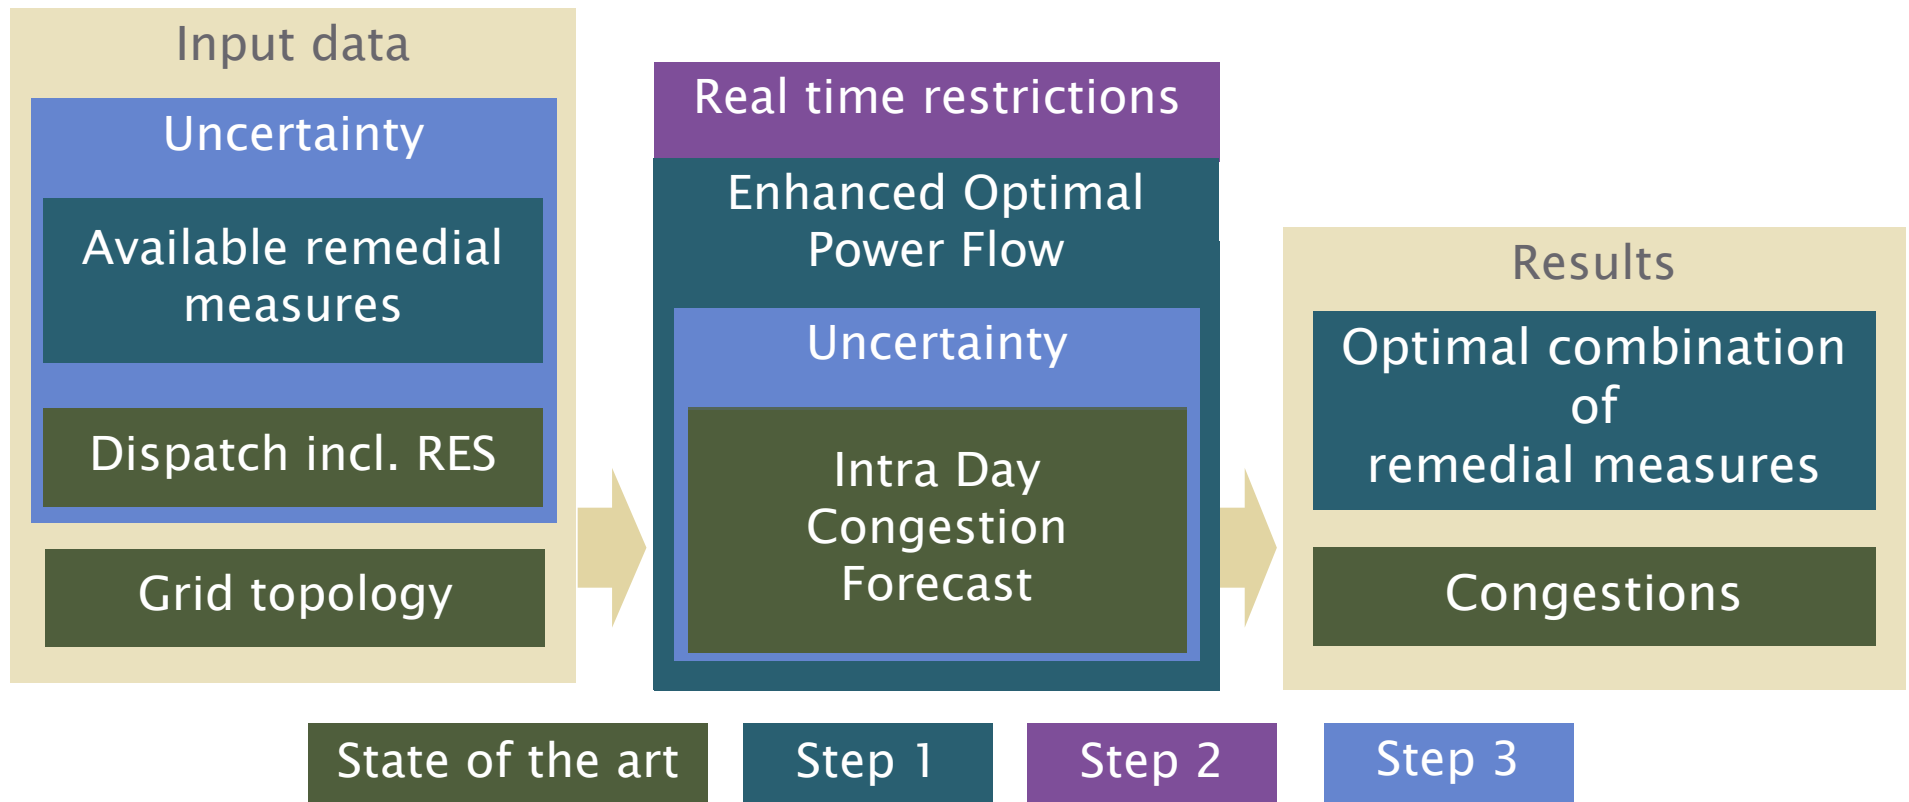 Input data
Uncertainty
Available remedial
measures
Dispatch incl. RES
Grid topology
Real time restrictions
Enhanced Optimal
Power Flow
Uncertainty
Intra Day
Congestion
Forecast
Results
Optimal combination
of
remedial measures
Congestions
State of the art
Step 1
Step 2
Step 3